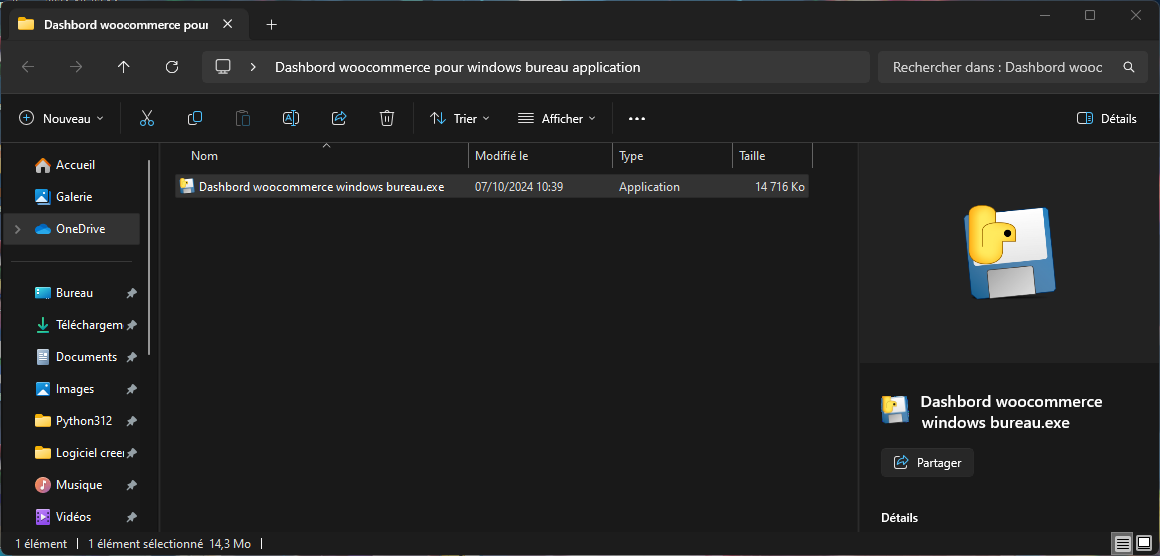 Dashbord woocommerce pour
Dashbord woocommerce pour windows bureau application
Rechercher dans : Dashbord wooc
Nouveau
Trier
Afficher
Détails
Nom
Modifié le
Type
Taille
Dashbord woocommerce windows bureau.exe
07/10/2024 10:39
Application
14 716 Ko
Accueil
Galerie
OneDrive
Bureau
Téléchargem
Documents
Images
Python312
Logiciel creer
Musique
Vidéos
Dashbord woocommerce
windows bureau.exe
Partager
Détails
1 élément
1 élément sélectionné 14,3 Mo